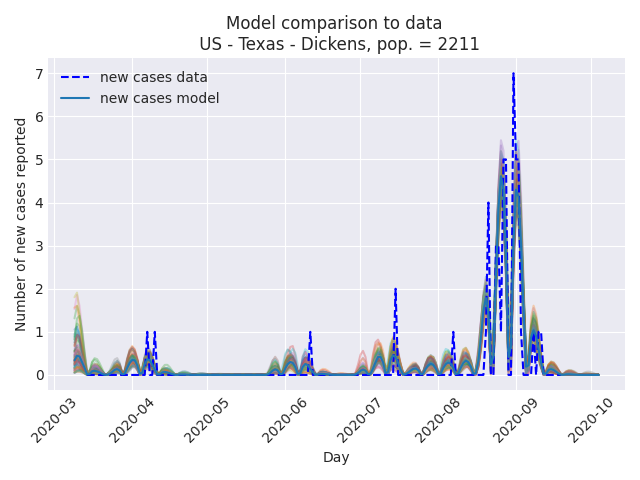 Model comparison to data
US - Texas - Dickens, pop. = 2211
new cases data
new cases model
Number of new cases reported
7
6
5
4
3
2
1
0
2020-03
2020-04
2020-05
2020-06
2020-07
2020-08
2020-09
2020-10
Day